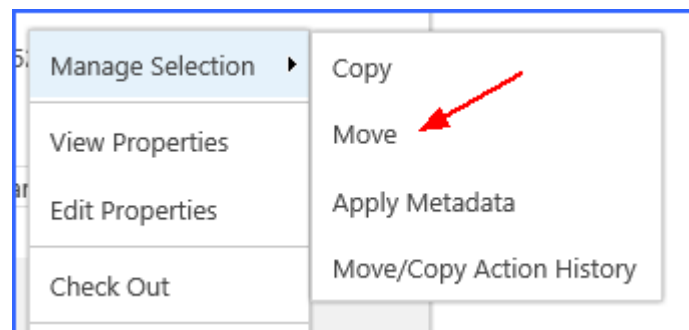 Manage Selection
View Properties
Edit Properties
Check Out
Copy
Move
Apply Metadata
Move/Copy Action History